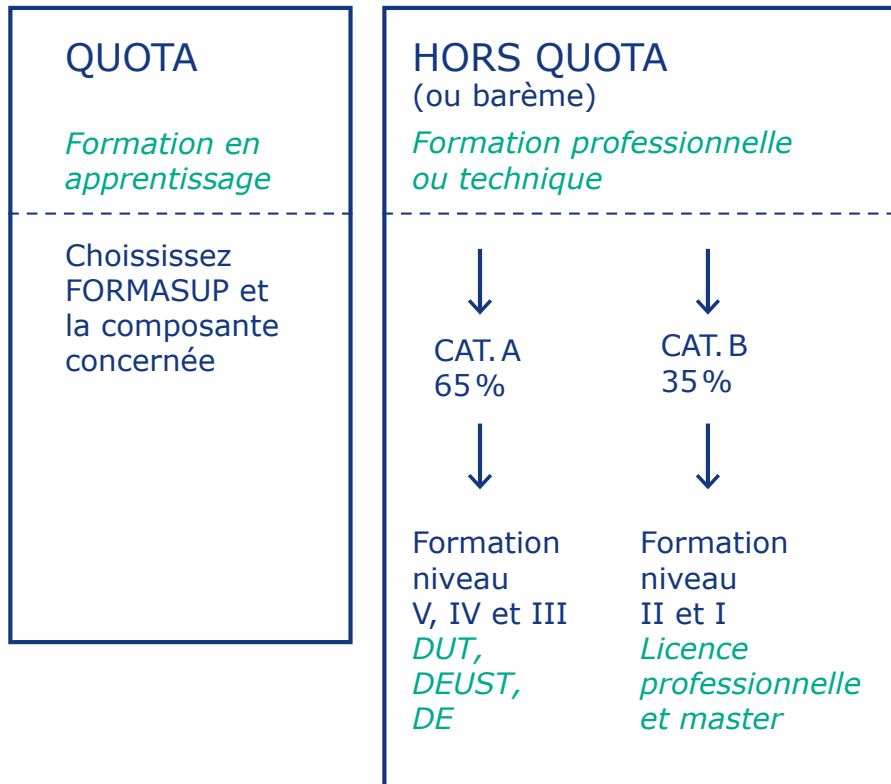 QUOTA
Formation en
apprentissage
Choississez
FORMASUP et
la composante
concernée
HORS QUOTA
(ou barème)
Formation professionnelle
ou technique
CAT. A
65 %
Formation
niveau
V, IV et III
DUT,
DEUST,
DE
CAT. B
35 %
Formation
niveau
II et I
Licence
professionnelle
et master